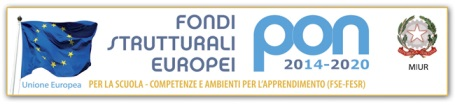 FONDI
STRUTTURALI
EUROPEI
pon
2014-2020
MIUR
Unione Europea
PER LA SCUOLA - COMPETENZE E AMBIENTI PER L'APPRENDIMENTO (FSE-FESR)